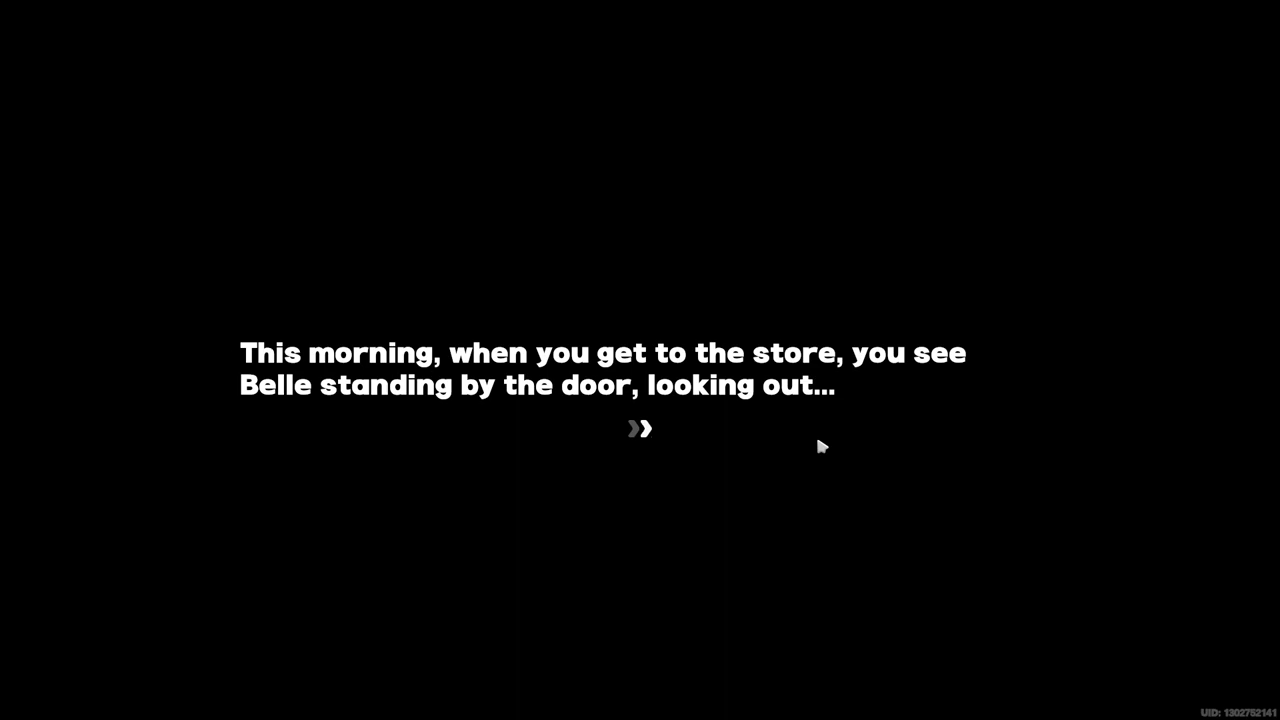 This morning, when you get to the store, you see
Belle standing by the door, looking out...
UID: 1302752141